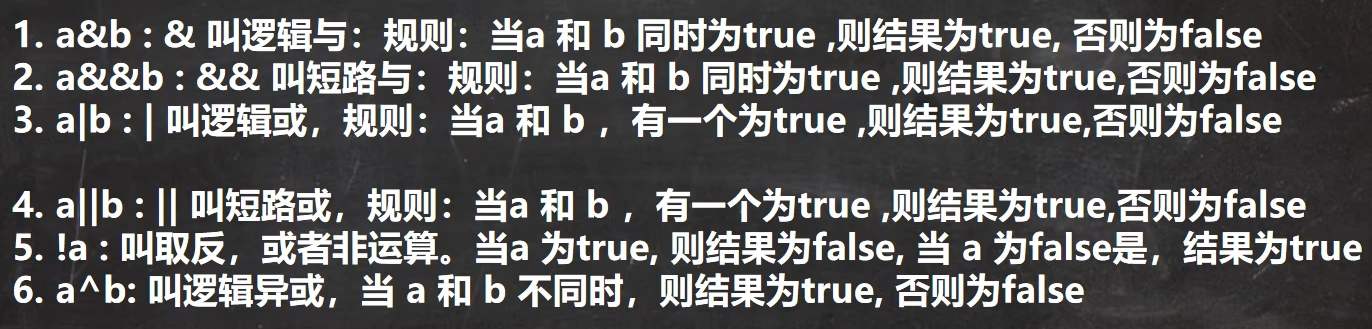 1. a&b : & 叫逻辑与：规则：当a 和 b 同时为true ,则结果为true, 否则为false
2. a&&b : && 叫短路与：规则：当a 和 b 同时为true ,则结果为true,否则为false
3. a|b : | 叫逻辑或，规则：当a 和 b ，有一个为true ,则结果为true,否则为false
4. a||b : || 叫短路或，规则：当a 和 b ，有一个为true ,则结果为true,否则为false
5. !a : 叫取反，或者非运算。当a 为true, 则结果为false, 当 a 为false是，结果为true
6. a^b: 叫逻辑异或，当 a 和 b 不同时，则结果为true, 否则为false